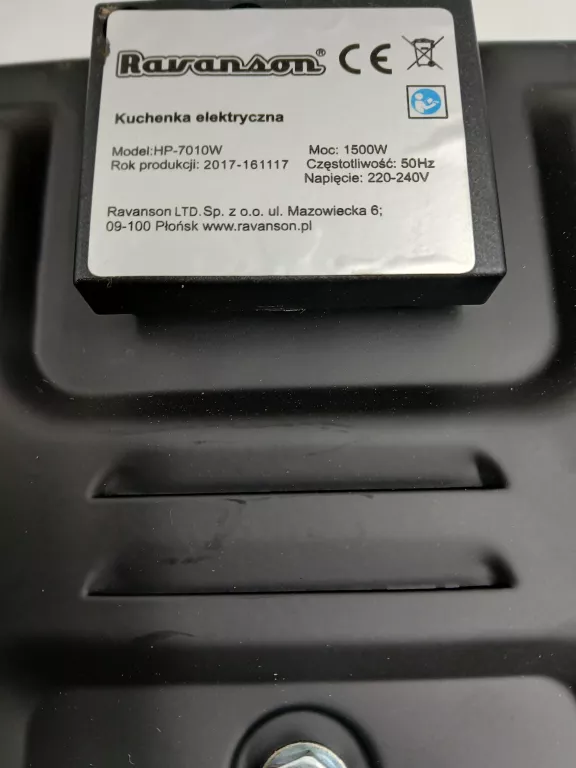 Ravanson® CE
Kuchenka elektryczna
Model:HP-7010W Moc: 1500W
Rok produkcji: 2017-161117 Częstotliwość: 50Hz
Napięcie: 220-240V
Ravanson LTD. Sp. z o.o. ul. Mazowiecka 6;
09-100 Płońsk www.ravanson.pl